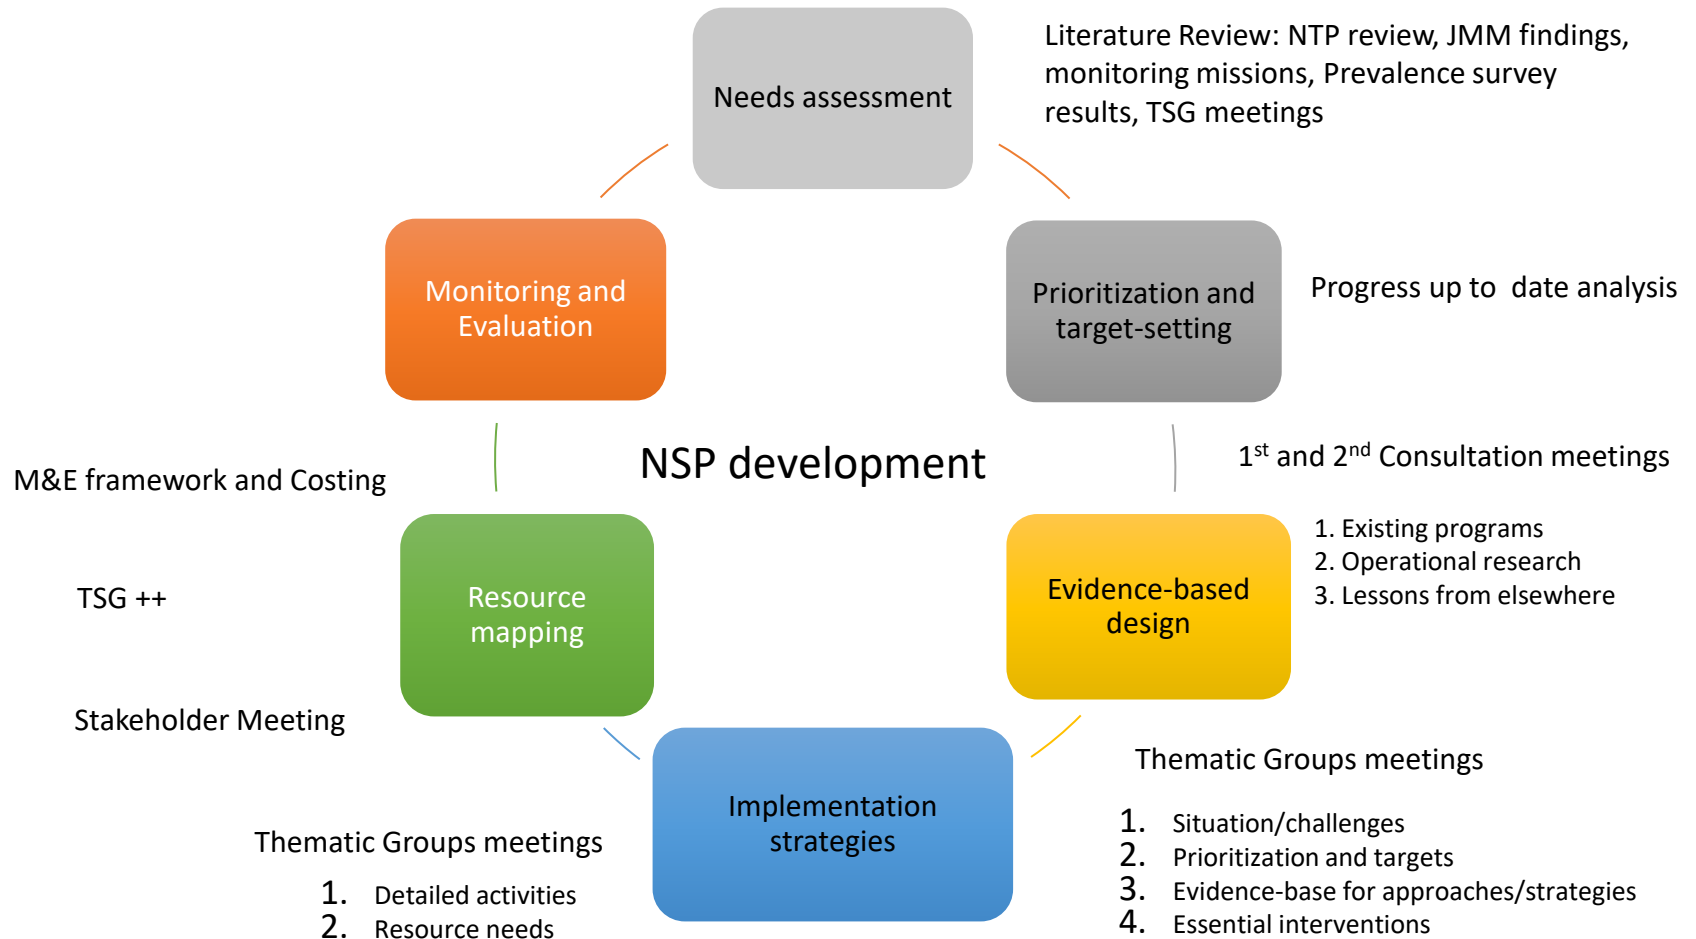 Needs assessment
Literature Review: NTP review, JMM findings,
monitoring missions, Prevalence survey
results, TSG meetings
Monitoring and
Evaluation
Prioritization and
target-setting
Progress up to  date analysis
NSP development
1st and 2nd Consultation meetings
M&E framework and Costing
1. Existing programs
2. Operational research
3. Lessons from elsewhere
Evidence-based
design
TSG ++
Resource
mapping
Stakeholder Meeting
Implementation
strategies
Thematic Groups meetings
1. Situation/challenges
2. Prioritization and targets
3. Evidence-base for approaches/strategies
4. Essential interventions
Thematic Groups meetings
1. Detailed activities
2. Resource needs